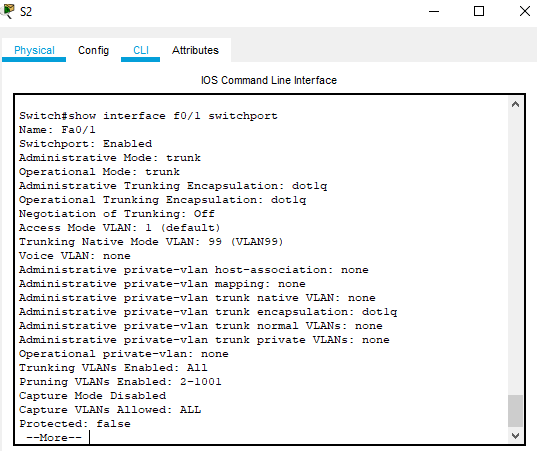 S2
Physical Config CLI Attributes
IOS Command Line Interface
Switch#show interface f0/1 switchport
Name: Fa0/1
Switchport: Enabled
Administrative Mode: trunk
Operational Mode: trunk
Administrative Trunking Encapsulation: dot1q
Operational Trunking Encapsulation: dot1q
Negotiation of Trunking: Off
Access Mode VLAN: 1 (default)
Trunking Native Mode VLAN: 99 (VLAN99)
Voice VLAN: none
Administrative private-vlan host-association: none
Administrative private-vlan mapping: none
Administrative private-vlan trunk native VLAN: none
Administrative private-vlan trunk encapsulation: dot1q
Administrative private-vlan trunk normal VLANs: none
Administrative private-vlan trunk private VLANs: none
Operational private-vlan: none
Trunking VLANs Enabled: All
Pruning VLANs Enabled: 2-1001
Capture Mode Disabled
Capture VLANs Allowed: ALL
Protected: false
--More--